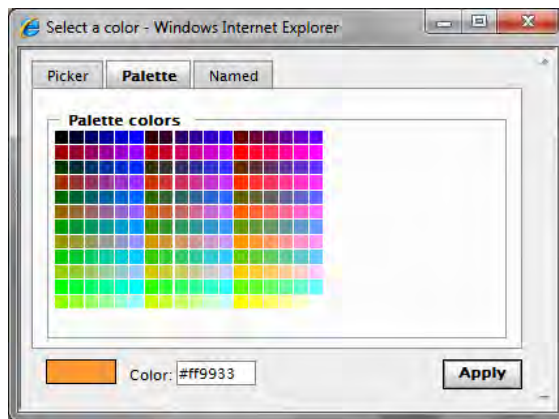 Select a color - Windows Internet Explorer
Picker Palette Named
Palette colors
Color: #ff9933 Apply